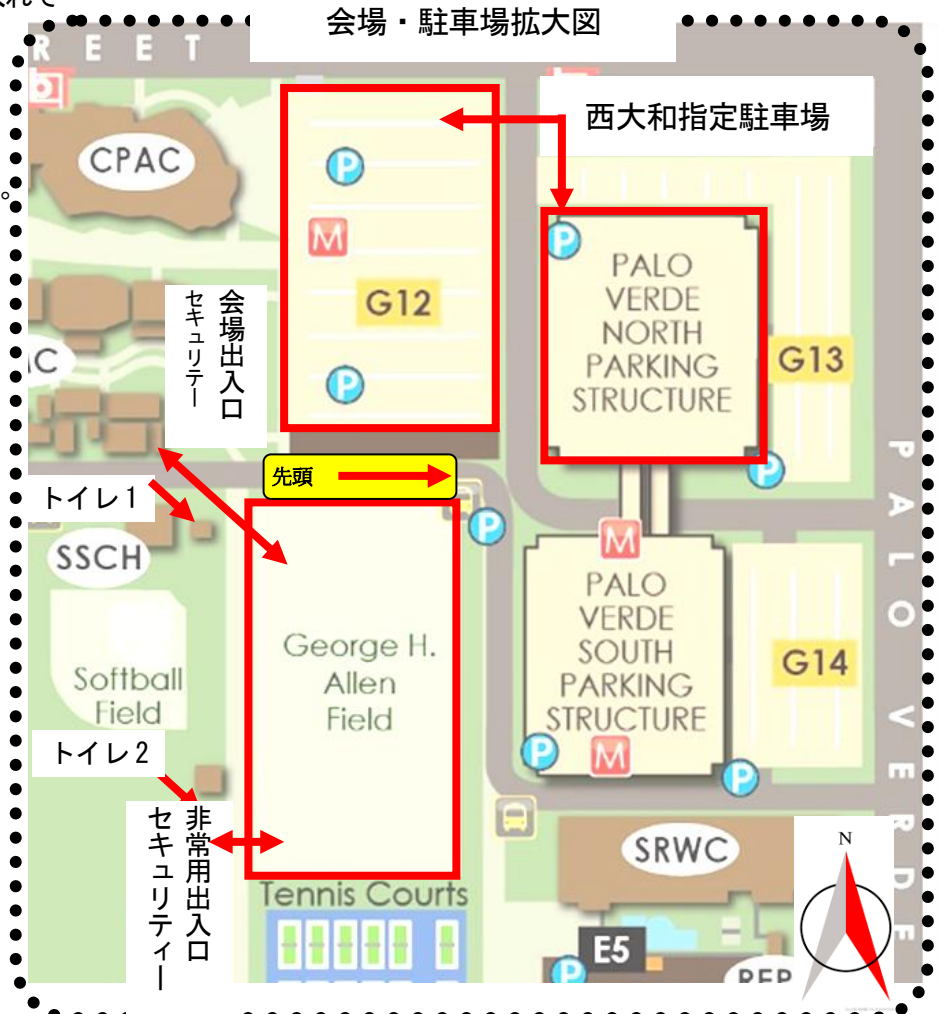 会場・駐車場拡大図
REET
CPAC
P
西大和指定駐車場
P
M
PALO
VERDE
NORTH
PARKING
STRUCTURE
G12
会場出入口
セキュリテー
G13
P
IC
P
先頭
トイレ1
P
PALO VERDE
M
SSCH
PALO
VERDE
SOUTH
PARKING
STRUCTURE
G14
George H.
Allen
Field
Softball
Field
トイレ2
P
M
P
非常用出入口
セキュリティー
SRWC
N
Tennis Courts
E5
P
REP